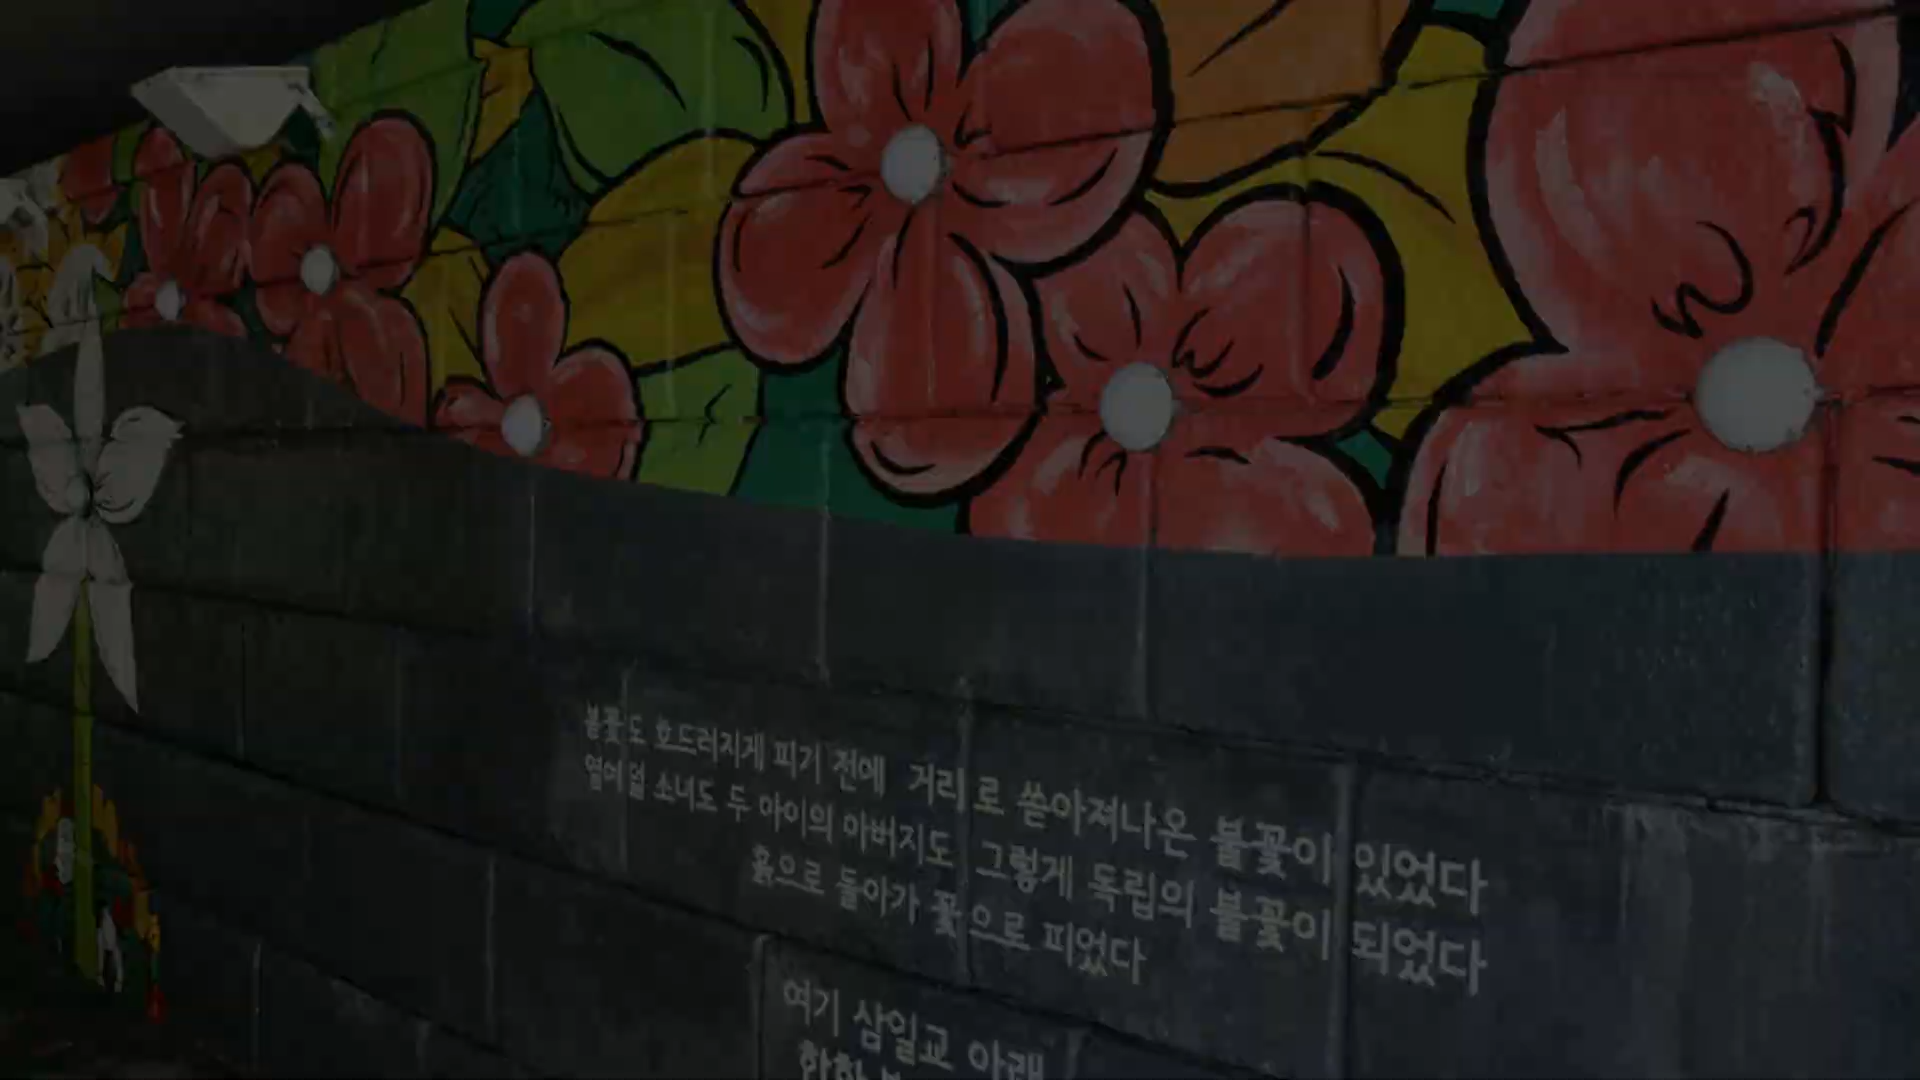 불꽃도 흐드러지게 피기 전에 거리로 쏟아져나온 불꽃이 있었다
열여덟 소녀도 두 아이의 아버지도 그렇게 독립의 불꽃이 되었다
흙으로 돌아가 꽃으로 피었다
여기 삼일교 아래